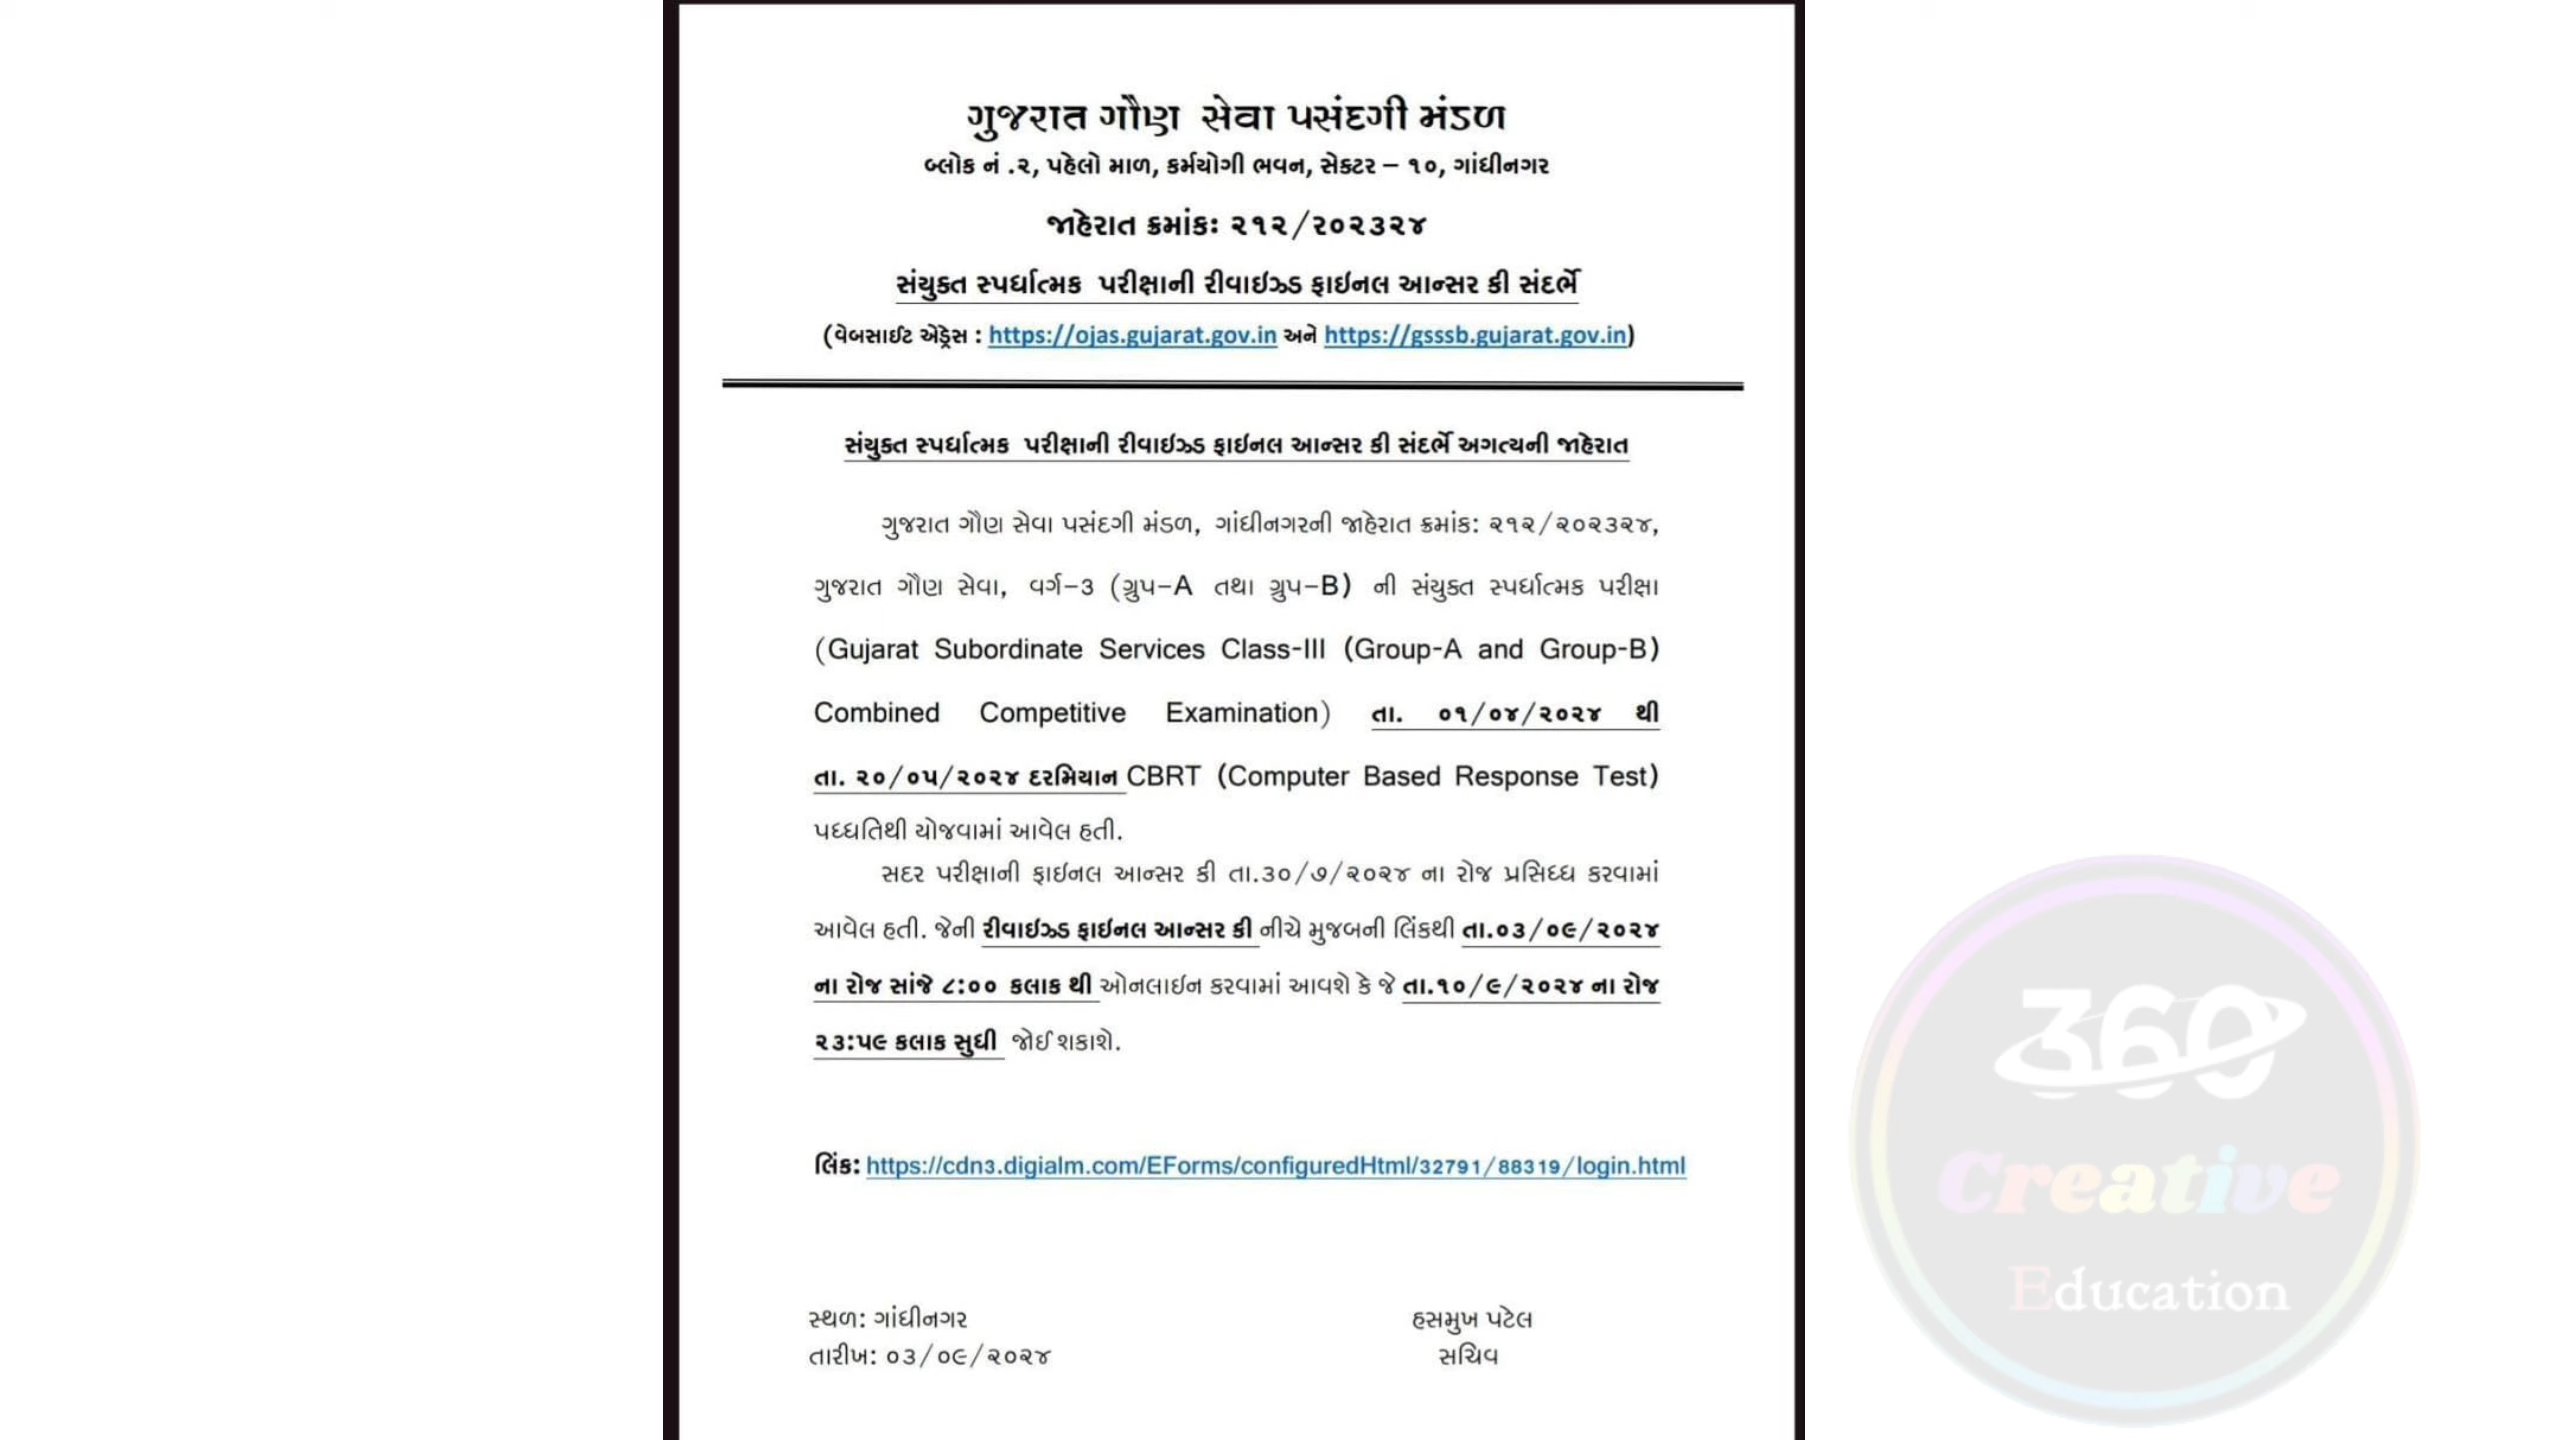 ગુજરાત ગૌણ સેવા પસંદગી મંડળ
બ્લોક નં .૨, પહેલો માળ, કર્મયોગી ભવન, સેક્ટર – ૧૦, ગાંધીનગર
જાહેરાત ક્રમાંકઃ ૨૧૨/૨૦૨૩૨૪
સંયુક્ત સ્પર્ધાત્મક પરીક્ષાની રીવાઇઝ્ડ ફાઇનલ આન્સર કી સંદર્ભે
(વેબસાઈટ એડ્રેસ : https://ojas.gujarat.gov.in અને https://gsssb.gujarat.gov.in)
સંયુક્ત સ્પર્ધાત્મક પરીક્ષાની રીવાઇઝ્ડ ફાઇનલ આન્સર કી સંદર્ભે અગત્યની જાહેરાત
ગુજરાત ગૌણ સેવા પસંદગી મંડળ, ગાંધીનગરની જાહેરાત ક્રમાંક: ૨૧૨/૨૦૨૩૨૪,
ગુજરાત ગૌણ સેવા, વર્ગ-૩ (ગ્રુપ-A તથા ગ્રુપ-B) ની સંયુક્ત સ્પર્ધાત્મક પરીક્ષા
(Gujarat Subordinate Services Class-III (Group-A and Group-B)
Combined Competitive Examination) તા. ૦૧/૦૪/૨૦૨૪ થી
તા. ૨૦/૦૫/૨૦૨૪ દરમિયાન CBRT (Computer Based Response Test)
પધ્ધતિથી યોજવામાં આવેલ હતી.
સદર પરીક્ષાની ફાઈનલ આન્સર કી તા.૩૦/૭/૨૦૨૪ ના રોજ પ્રસિધ્ધ કરવામાં
આવેલ હતી. જેની રીવાઈઝ્ડ ફાઈનલ આન્સર કી નીચે મુજબની લિંકથી તા.૦૩/૦૯/૨૦૨૪
ના રોજ સાંજે ૮:૦૦ કલાક થી ઓનલાઈન કરવામાં આવશે કે જે તા.૧૦/૯/૨૦૨૪ ના રોજ
૨૩:૫૯ કલાક સુધી જોઈ શકાશે.
લિંક: https://cdn3.digialm.com/EForms/configuredHtml/32791/88319/login.html
સ્થળ: ગાંધીનગર
તારીખ: ૦૩/૦૯/૨૦૨૪
હસમુખ પટેલ
સચિવ
360
Creative
Education